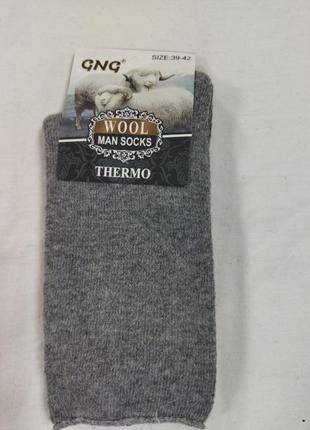 GNG®
SIZE:39-42
WOOL
MAN SOCKS
THERMO